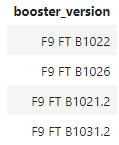 booster_version
F9 FT B1022
F9 FT B1026
F9 FT B1021.2
F9 FT B1031.2